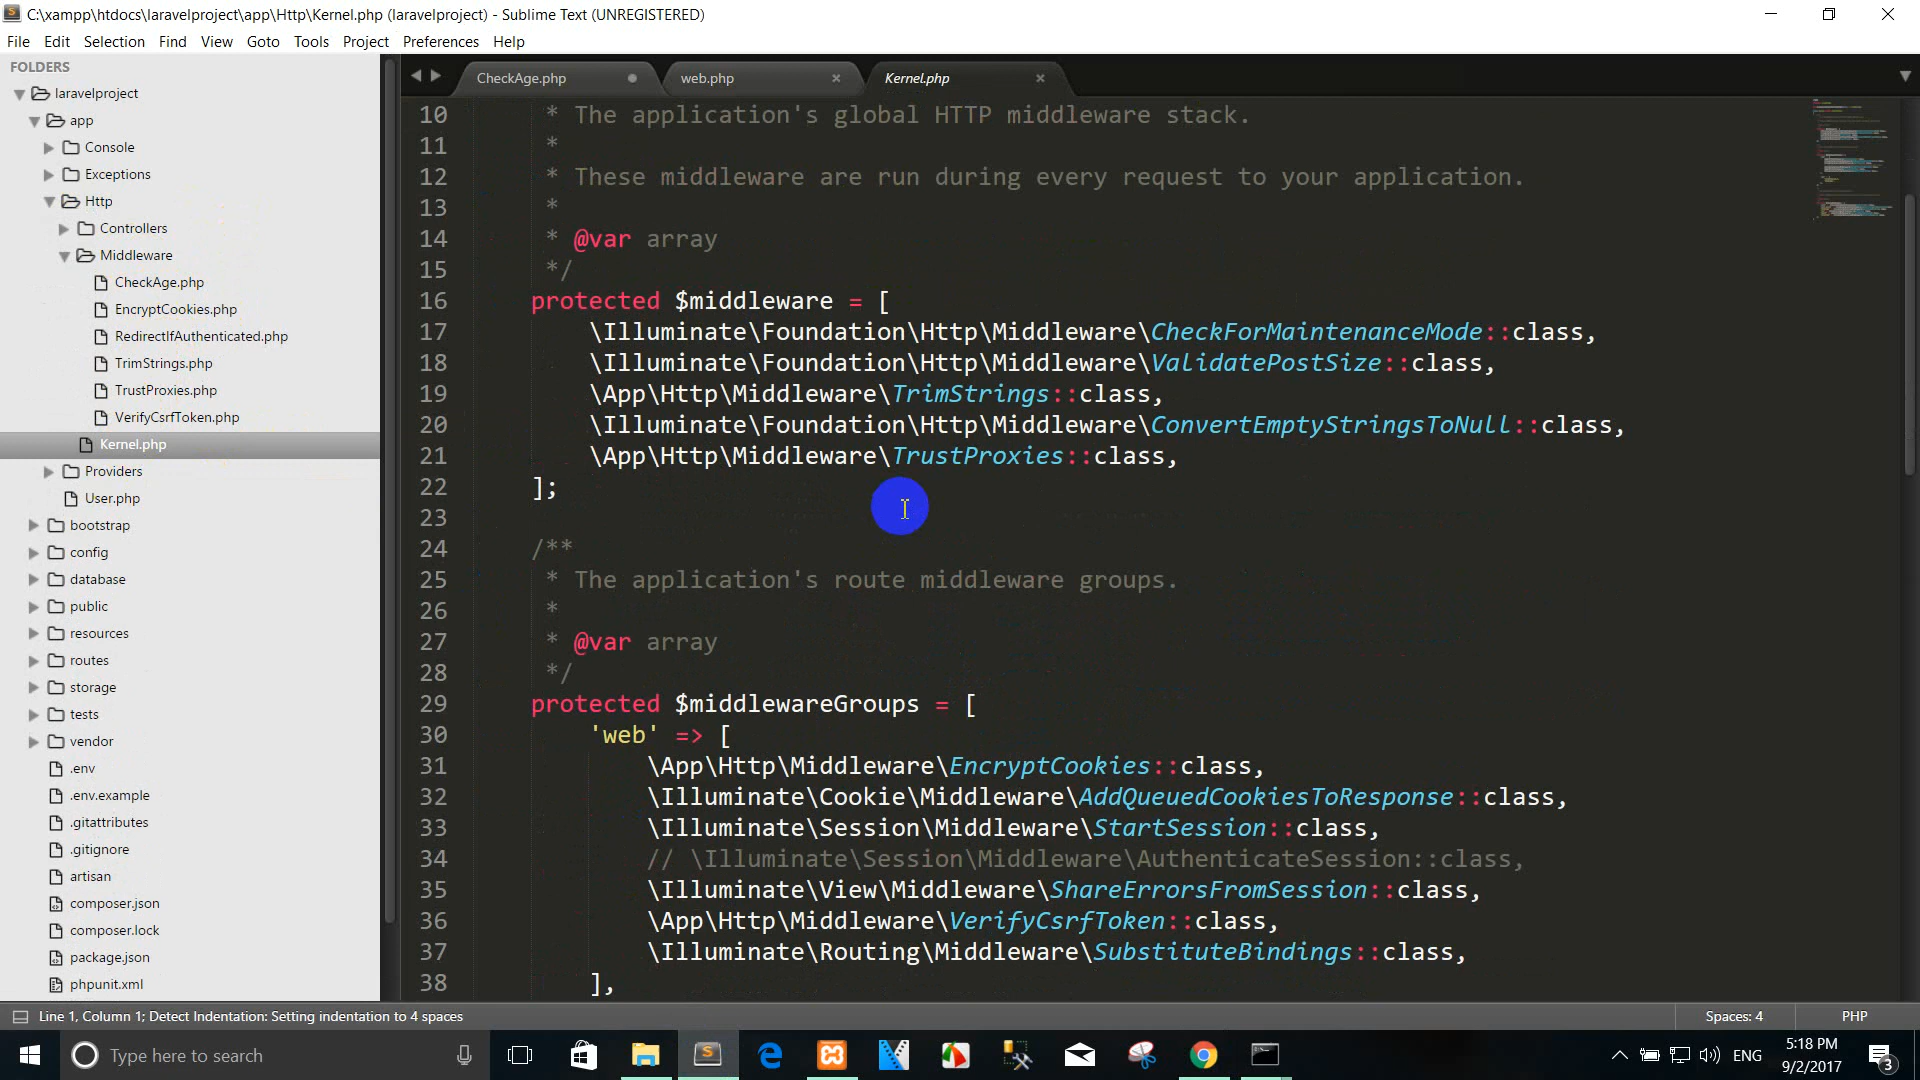 C:\xampp\htdocs\laravelproject\app\Http\Kernel.php (laravelproject) - Sublime Text (UNREGISTERED)
File Edit Selection Find View Goto Tools Project Preferences Help
FOLDERS
laravelproject
app
Console
Exceptions
Http
Controllers
Middleware
CheckAge.php
EncryptCookies.php
RedirectIfAuthenticated.php
TrimStrings.php
TrustProxies.php
VerifyCsrfToken.php
Kernel.php
Providers
User.php
bootstrap
config
database
public
resources
routes
storage
tests
vendor
.env
.env.example
.gitattributes
.gitignore
artisan
composer.json
composer.lock
package.json
phpunit.xml
CheckAge.php web.php Kernel.php
10 * The application's global HTTP middleware stack.
11 *
12 * These middleware are run during every request to your application.
13 *
14 * @var array
15 */
16 protected $middleware = [
17 \Illuminate\Foundation\Http\Middleware\CheckForMaintenanceMode::class,
18 \Illuminate\Foundation\Http\Middleware\ValidatePostSize::class,
19 \App\Http\Middleware\TrimStrings::class,
20 \Illuminate\Foundation\Http\Middleware\ConvertEmptyStringsToNull::class,
21 \App\Http\Middleware\TrustProxies::class,
22 ];
23
24 /**
25 * The application's route middleware groups.
26 *
27 * @var array
28 */
29 protected $middlewareGroups = [
30 'web' => [
31 \App\Http\Middleware\EncryptCookies::class,
32 \Illuminate\Cookie\Middleware\AddQueuedCookiesToResponse::class,
33 \Illuminate\Session\Middleware\StartSession::class,
34 // \Illuminate\Session\Middleware\AuthenticateSession::class,
35 \Illuminate\View\Middleware\ShareErrorsFromSession::class,
36 \App\Http\Middleware\VerifyCsrfToken::class,
37 \Illuminate\Routing\Middleware\SubstituteBindings::class,
38 ],
Line 1, Column 1; Detect Indentation: Setting indentation to 4 spaces
Spaces: 4 PHP
Type here to search
ENG
5:18 PM
9/2/2017
3